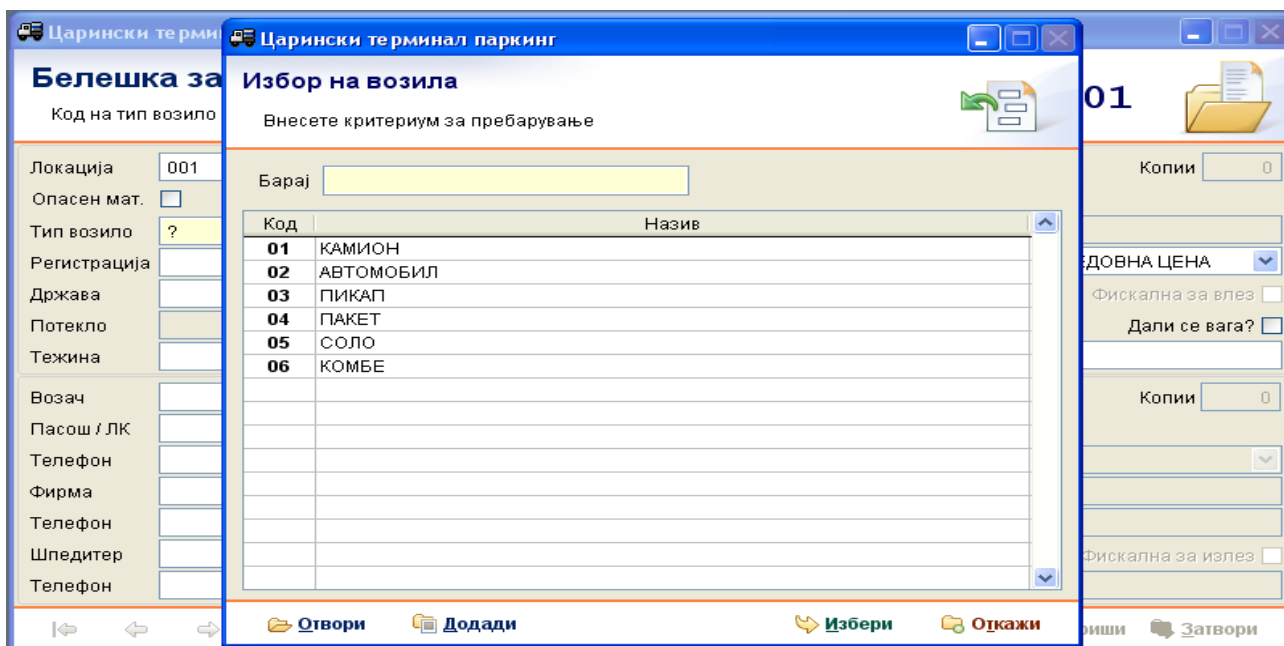 Царински терми
Царински терминал паркинг
Белешка за
01
Код на тип возило
Избор на возила
Внесете критериум за пребарување
Локација 001
Копии 0
Опасен мат.
Барај
Тип возило ?
Код Назив
Регистрација
ЕДОВНА ЦЕНА
01 КАМИОН
02 АВТОМОБИЛ
Држава
03 ПИКАП
Фискална за влез
Потекло
04 ПАКЕТ
Дали се вага?
05 СОЛО
Тежина
06 КОМБЕ
Возач
Копии 0
Пасош / ЛК
Телефон
Фирма
Телефон
Шпедитер
Фискална за излез
Телефон
Отвори Додади Избери Откажи
риши Затвори